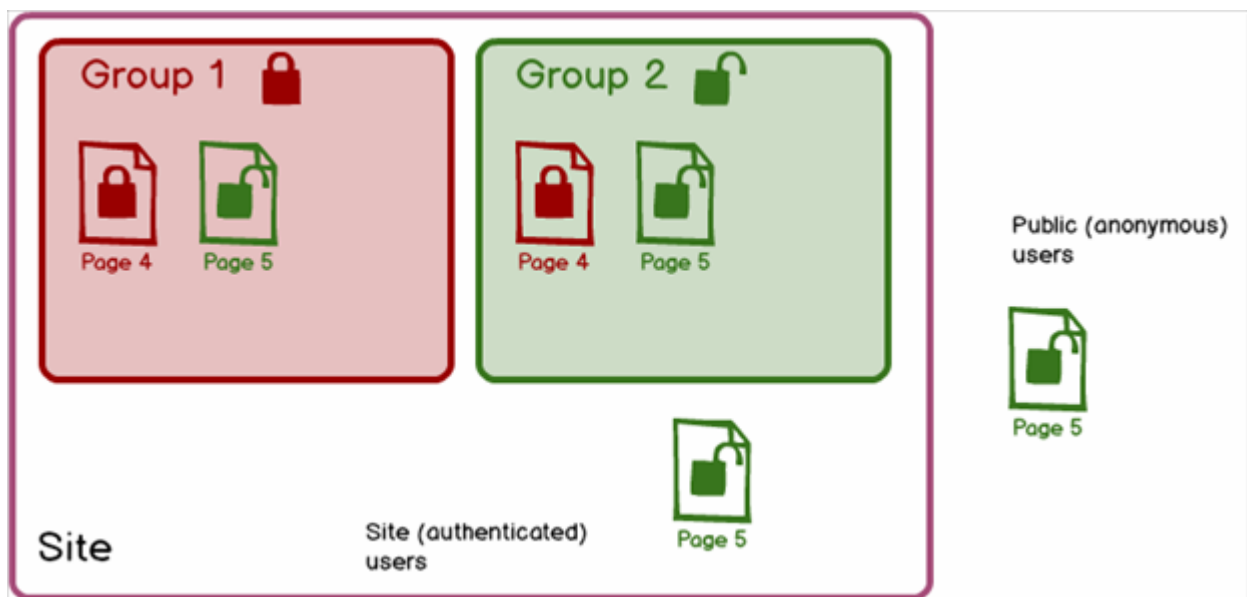 Group 1
Group 2
Page 4
Page 5
Page 4
Page 5
Public (anonymous)
users
Page 5
Page 5
Site (authenticated)
users
Site